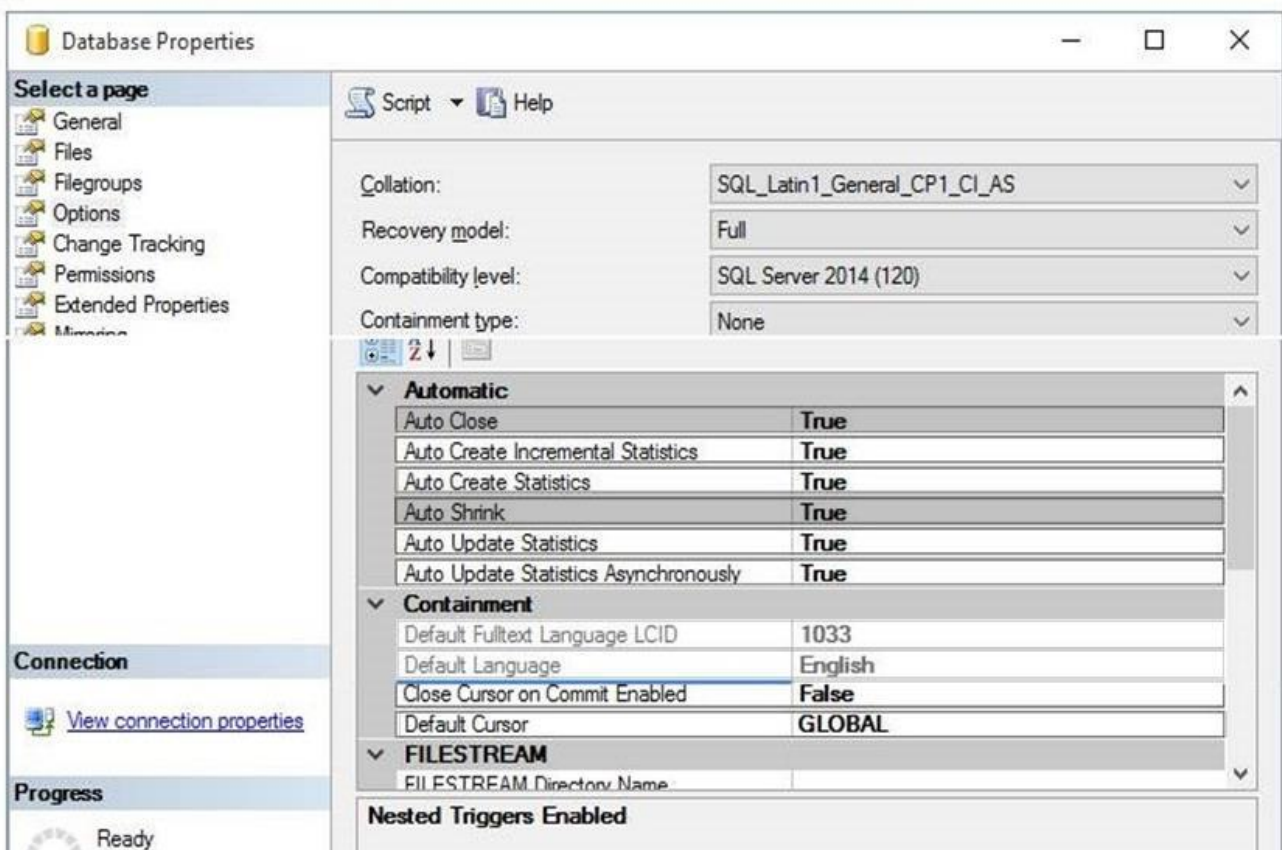 Database Properties
Select a page
General
Files
Filegroups
Options
Change Tracking
Permissions
Extended Properties
Mirroring
Script Help
Collation: SQL_Latin1_General_CP1_CI_AS
Recovery model: Full
Compatibility level: SQL Server 2014 (120)
Containment type: None
Automatic
Auto Close True
Auto Create Incremental Statistics True
Auto Create Statistics True
Auto Shrink True
Auto Update Statistics True
Auto Update Statistics Asynchronously True
Containment
Default Fulltext Language LCID 1033
Default Language English
Close Cursor on Commit Enabled False
Default Cursor GLOBAL
FILESTREAM
FILESTREAM Directory Name
Nested Triggers Enabled
Connection
View connection properties
Progress
Ready